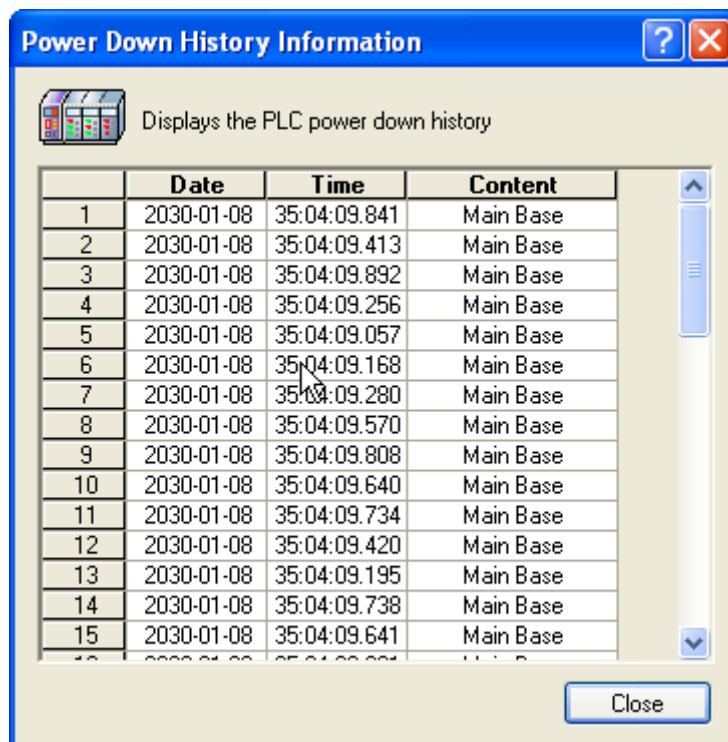 Power Down History Information
Displays the PLC power down history
Date Time Content
1 2030-01-08 35:04:09.841 Main Base
2 2030-01-08 35:04:09.413 Main Base
3 2030-01-08 35:04:09.892 Main Base
4 2030-01-08 35:04:09.256 Main Base
5 2030-01-08 35:04:09.057 Main Base
6 2030-01-08 35:04:09.168 Main Base
7 2030-01-08 35:04:09.280 Main Base
8 2030-01-08 35:04:09.570 Main Base
9 2030-01-08 35:04:09.808 Main Base
10 2030-01-08 35:04:09.640 Main Base
11 2030-01-08 35:04:09.734 Main Base
12 2030-01-08 35:04:09.420 Main Base
13 2030-01-08 35:04:09.195 Main Base
14 2030-01-08 35:04:09.738 Main Base
15 2030-01-08 35:04:09.641 Main Base
Close